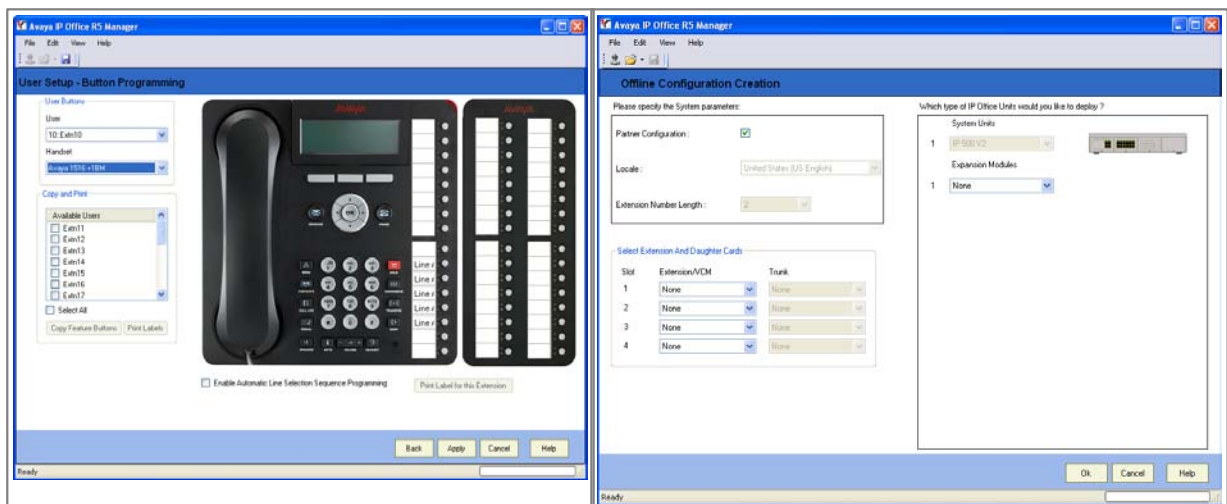 Avaya IP Office R5 Manager
File Edit View Help
User Setup - Button Programming
User Buttons
User
10: Extn10
Handset
Avaya 1616 +1BM
Copy and Print
Available Users
Extn11
Extn12
Extn13
Extn14
Extn15
Extn16
Extn17
Select All
Copy Feature Buttons Print Labels
AVAYA
AVAYA
Line
Line
Line
Line
Line
Enable Automatic Line Selection Sequence Programming
Print Label for this Extension
Back Apply Cancel Help
Ready
Avaya IP Office R5 Manager
File Edit View Help
Offline Configuration Creation
Please specify the System parameters:
Partner Configuration :
Locale : United States (US English)
Extension Number Length : 2
Select Extension And Daughter Cards
Slot Extension/VCM Trunk
1 None None
2 None None
3 None None
4 None None
Which type of IP Office Units would you like to deploy ?
System Units
1 IP 500 V2
Expansion Modules
1 None
Ok Cancel Help
Ready